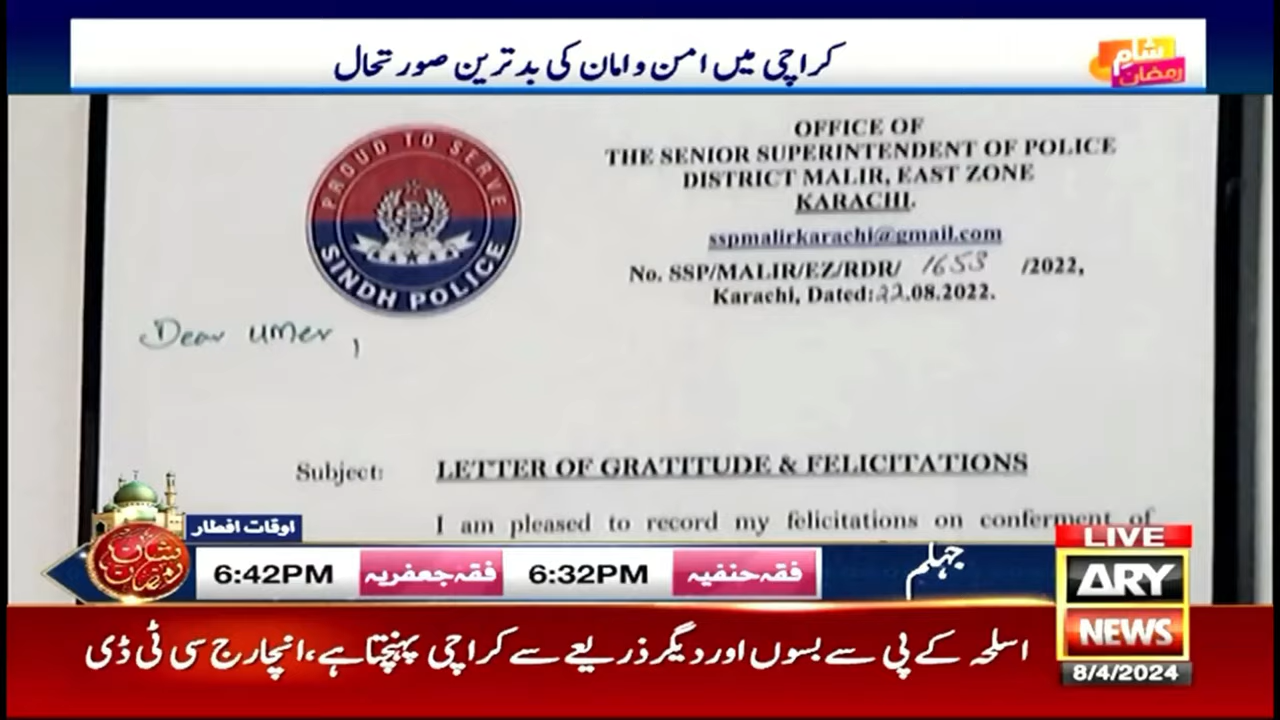 کراچی میں امن و امان کی بدترین صورتحال
شامِ
رمضان
PROUD TO SERVE
SINDH POLICE
OFFICE OF
THE SENIOR SUPERINTENDENT OF POLICE
DISTRICT MALIR, EAST ZONE
KARACHI.
sspmalirkarachi@gmail.com
No. SSP/MALIR/EZ/RDR/ 1653 /2022,
Karachi, Dated:22.08.2022.
Dear Umer,
Subject: LETTER OF GRATITUDE & FELICITATIONS
I am pleased to record my felicitations on conferment of
اوقات افطار
جہلم فقہ حنفیہ 6:32PM فقہ جعفریہ 6:42PM
LIVE
ARY
NEWS
8/4/2024
اسلحہ کے پی سے بسوں اور دیگر ذریعے سے کراچی پہنچتا ہے، انچارج سی ٹی ڈی